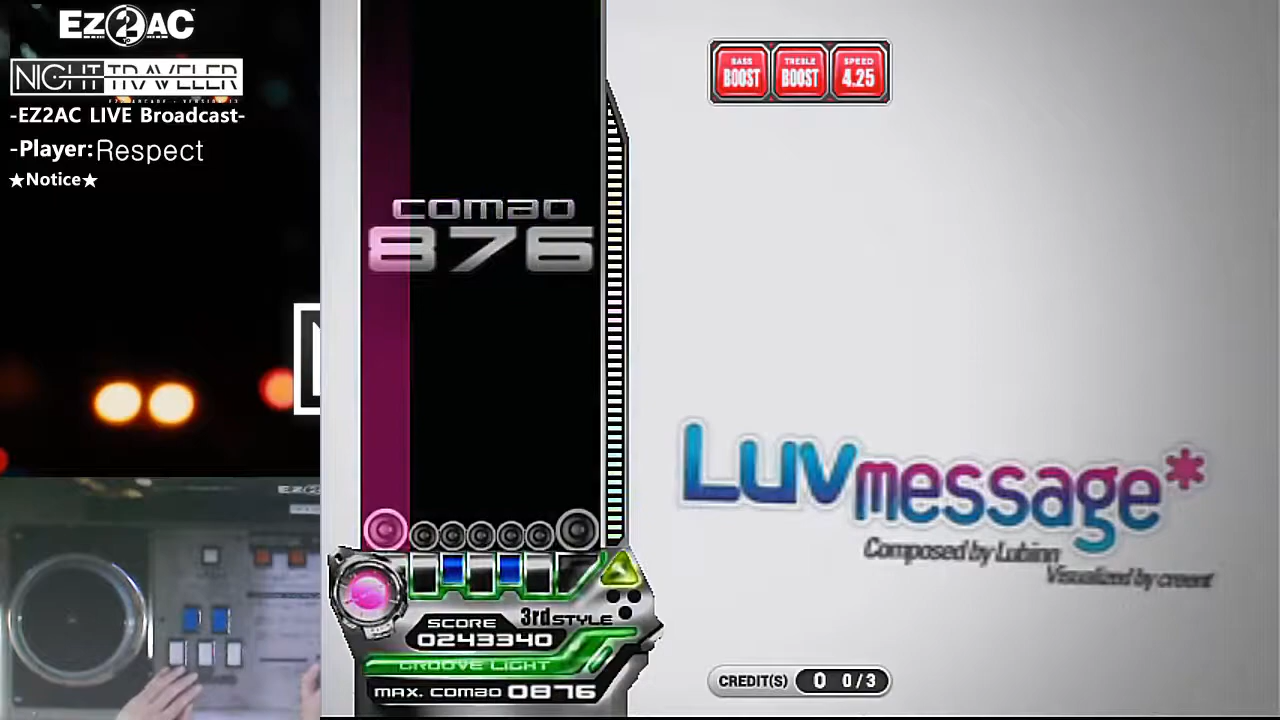 EZ2AC
NIGHT TRAVELER
-EZ2AC LIVE Broadcast-
-Player:Respect
★Notice★
COMBO
876
BASS BOOST
TREBLE BOOST
SPEED 4.25
Luvmessage*
Composed by Lubinn
Visualized by creent
3rd STYLE
SCORE
0243340
GROOVE LIGHT
MAX. COMBO 0876
CREDIT(S) 0 0/3